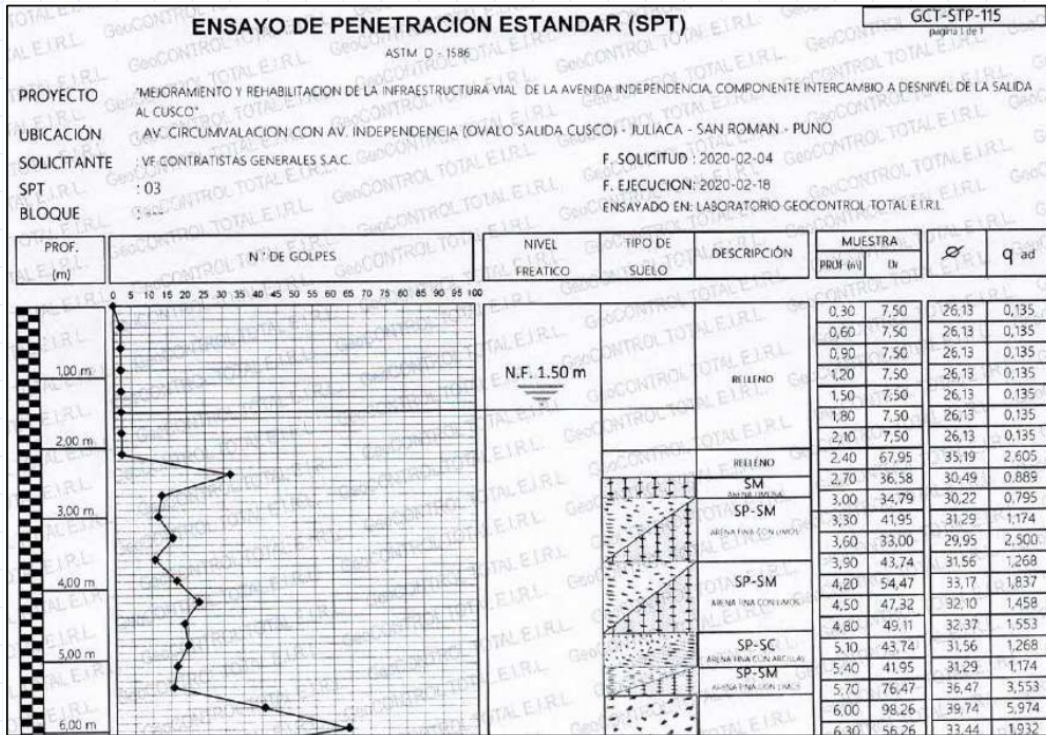 ENSAYO DE PENETRACION ESTANDAR (SPT)
ASTM D - 1586
GCT-STP-115
pagina 1 de 1
PROYECTO "MEJORAMIENTO Y REHABILITACION DE LA INFRAESTRUCTURA VIAL DE LA AVENIDA INDEPENDENCIA, COMPONENTE INTERCAMBIO A DESNIVEL DE LA SALIDA
AL CUSCO"
UBICACIÓN : AV. CIRCUMVALACION CON AV. INDEPENDENCIA (OVALO SALIDA CUSCO) - JULIACA - SAN ROMAN - PUNO
SOLICITANTE : VF CONTRATISTAS GENERALES S.A.C. F. SOLICITUD : 2020-02-04
SPT : 03 F. EJECUCION: 2020-02-18
BLOQUE : --- ENSAYADO EN: LABORATORIO GEOCONTROL TOTAL E.I.R.L.
PROF. (m) N° DE GOLPES NIVEL FREATICO TIPO DE SUELO DESCRIPCIÓN MUESTRA PROF (m) Dr Ø q ad
0 5 10 15 20 25 30 35 40 45 50 55 60 65 70 75 80 85 90 95 100
0,30 7,50 26,13 0,135
0,60 7,50 26,13 0,135
0,90 7,50 26,13 0,135
1,00 m
N.F. 1.50 m
RELLENO
1,20 7,50 26,13 0,135
1,50 7,50 26,13 0,135
1,80 7,50 26,13 0,135
2,00 m
2,10 7,50 26,13 0,135
RELLENO
2,40 67,95 35,19 2,605
SM
2,70 36,58 30,49 0,889
3,00 m
SP-SM
ARENA FINA CON LIMOS
3,00 34,79 30,22 0,795
3,30 41,95 31,29 1,174
3,60 33,00 29,95 2,500
3,90 43,74 31,56 1,268
4,00 m
SP-SM
ARENA FINA CON LIMOS
4,20 54,47 33,17 1,837
4,50 47,32 32,10 1,458
4,80 49,11 32,37 1,553
5,00 m
SP-SC
ARENA FINA CON ARCILLAS
5,10 43,74 31,56 1,268
SP-SM
ARENA FINA CON LIMOS
5,40 41,95 31,29 1,174
5,70 76,47 36,47 3,553
6,00 m
6,00 98,26 39,74 5,974
6,30 56,26 33,44 1,932
GeoCONTROL TOTAL E.I.R.L.